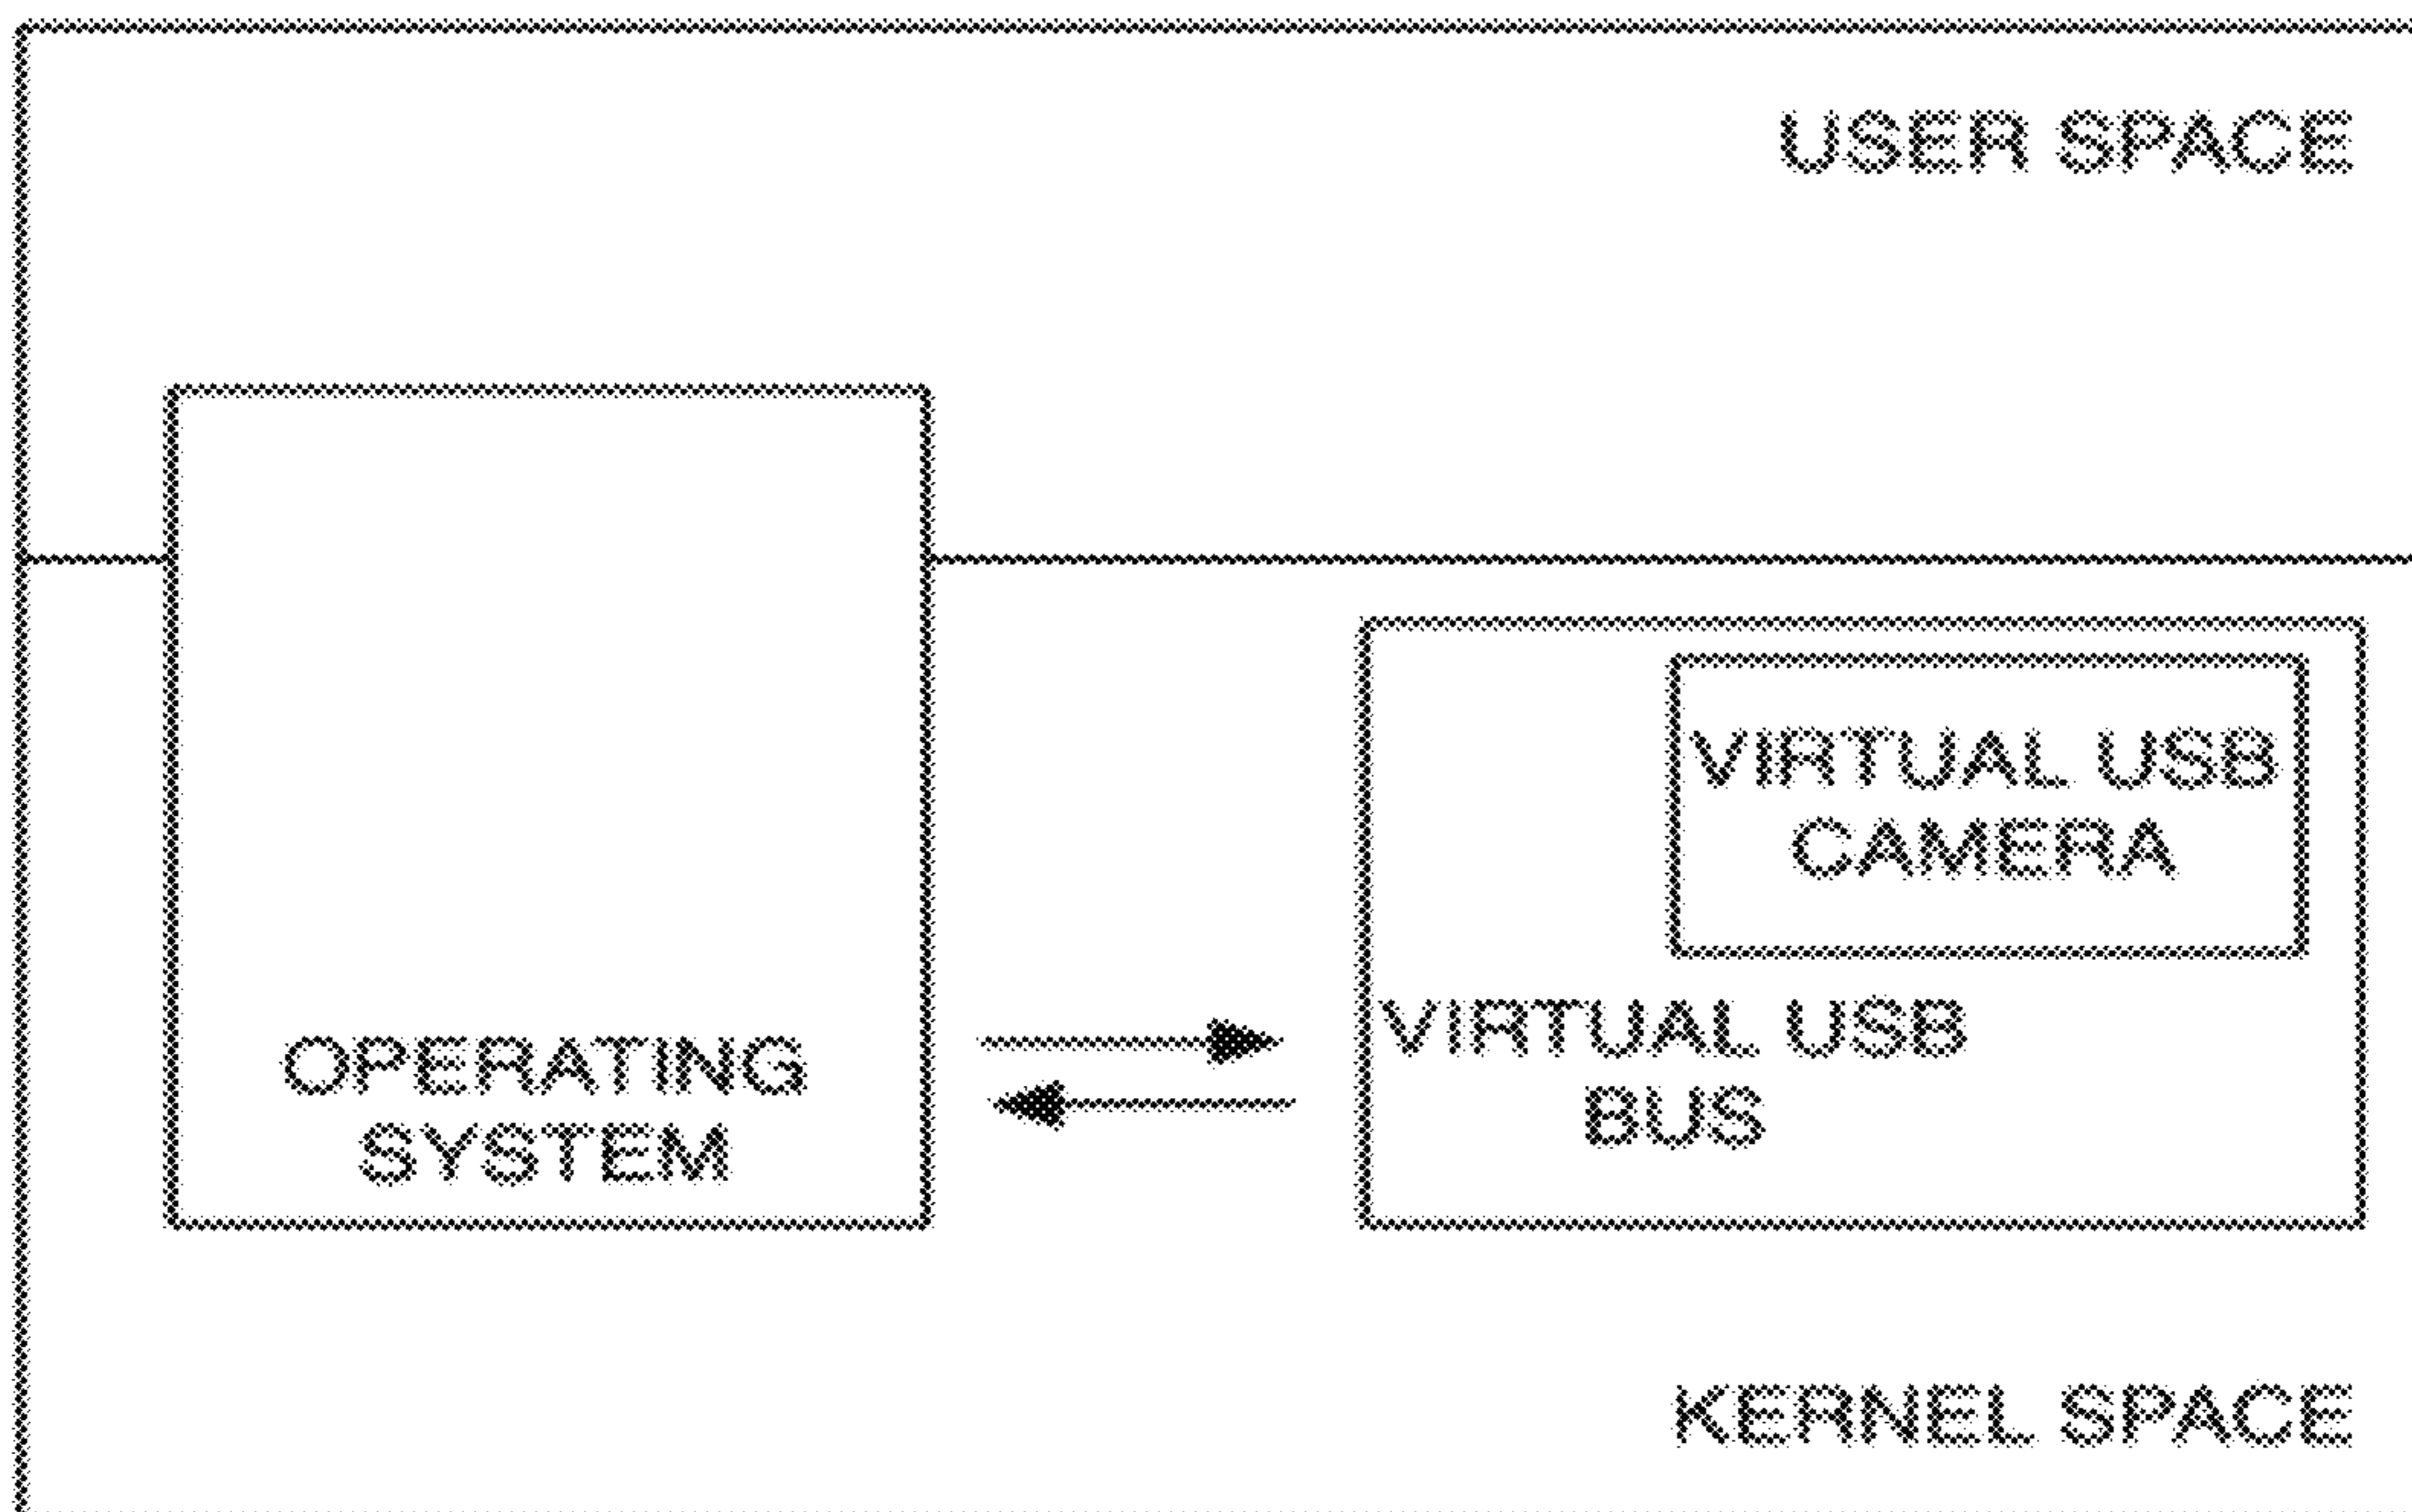 USER SPACE
VIRTUAL USB
CAMERA
OPERATING
SYSTEM
VIRTUAL USB
BUS
KERNEL SPACE